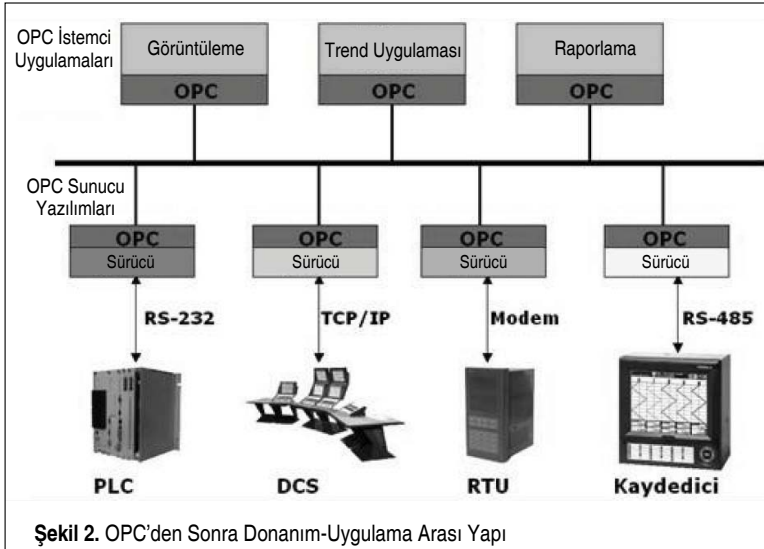 OPC İstemci
Uygulamaları
Görüntüleme
Trend Uygulaması
Raporlama
OPC
OPC
OPC
OPC Sunucu
Yazılımları
OPC
OPC
OPC
OPC
Sürücü
Sürücü
Sürücü
Sürücü
RS-232
TCP/IP
Modem
RS-485
PLC
DCS
RTU
Kaydedici
Şekil 2. OPC'den Sonra Donanım-Uygulama Arası Yapı